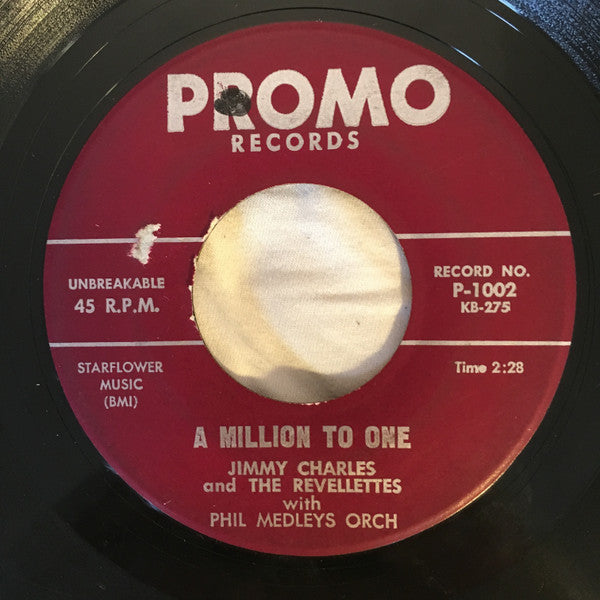 PROMO
RECORDS
UNBREAKABLE
45 R.P.M.
RECORD NO.
P-1002
KB-275
STARFLOWER
MUSIC
(BMI)
Time 2:28
A MILLION TO ONE
JIMMY CHARLES
and THE REVELLETTES
with
PHIL MEDLEYS ORCH